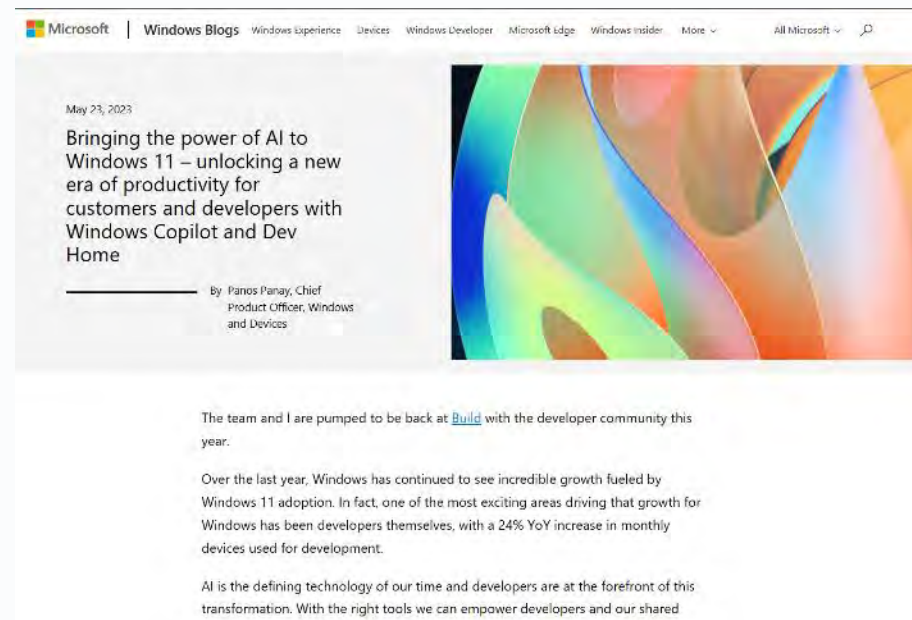 Microsoft | Windows Blogs Windows Experience Devices Windows Developer Microsoft Edge Windows Insider More All Microsoft
May 23, 2023
Bringing the power of AI to
Windows 11 – unlocking a new
era of productivity for
customers and developers with
Windows Copilot and Dev
Home
By Panos Panay, Chief
Product Officer, Windows
and Devices
The team and I are pumped to be back at Build with the developer community this
year.
Over the last year, Windows has continued to see incredible growth fueled by
Windows 11 adoption. In fact, one of the most exciting areas driving that growth for
Windows has been developers themselves, with a 24% YoY increase in monthly
devices used for development.
AI is the defining technology of our time and developers are at the forefront of this
transformation. With the right tools we can empower developers and our shared